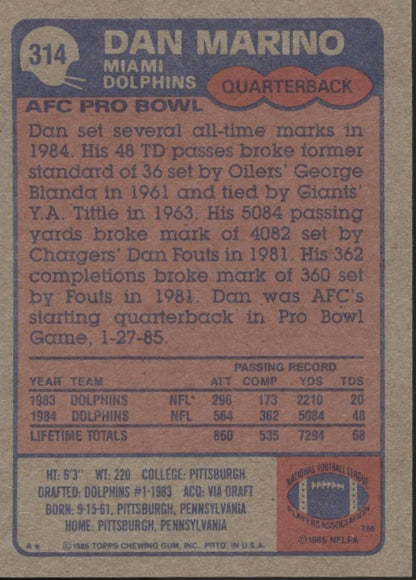 314
DAN MARINO
MIAMI
DOLPHINS
QUARTERBACK
AFC PRO BOWL
Dan set several all-time marks in
1984. His 48 TD passes broke former
standard of 36 set by Oilers' George
Blanda in 1961 and tied by Giants'
Y.A. Tittle in 1963. His 5084 passing
yards broke mark of 4082 set by
Chargers' Dan Fouts in 1981. His 362
completions broke mark of 360 set
by Fouts in 1981. Dan was AFC's
starting quarterback in Pro Bowl
Game, 1-27-85.
PASSING RECORD
YEAR TEAM ATT COMP YDS TDS
1983 DOLPHINS NFL 296 173 2210 20
1984 DOLPHINS NFL 564 362 5084 48
LIFETIME TOTALS 860 535 7294 68
HT: 6'3" WT: 220 COLLEGE: PITTSBURGH
DRAFTED: DOLPHINS #1-1983 ACQ: VIA DRAFT
BORN: 9-15-61, PITTSBURGH, PENNSYLVANIA
HOME: PITTSBURGH, PENNSYLVANIA
A* ©1985 TOPPS CHEWING GUM, INC. PRTD. IN U.S.A.
NATIONAL FOOTBALL LEAGUE
PLAYERS ASSOCIATION
TM
©1985 NFLPA